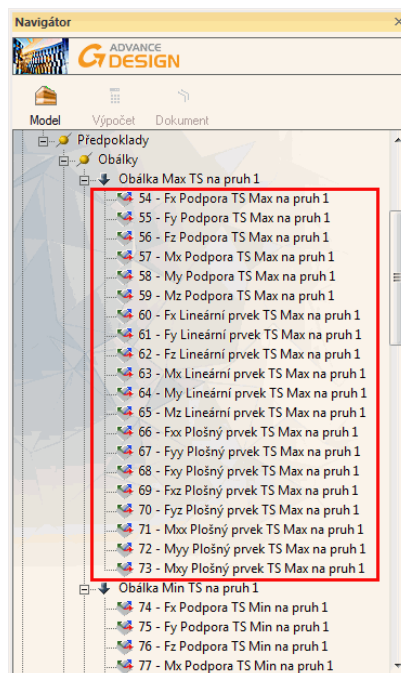 Navigátor
ADVANCE
DESIGN
Model Výpočet Dokument
Předpoklady
Obálky
Obálka Max TS na pruh 1
54 - Fx Podpora TS Max na pruh 1
55 - Fy Podpora TS Max na pruh 1
56 - Fz Podpora TS Max na pruh 1
57 - Mx Podpora TS Max na pruh 1
58 - My Podpora TS Max na pruh 1
59 - Mz Podpora TS Max na pruh 1
60 - Fx Lineární prvek TS Max na pruh 1
61 - Fy Lineární prvek TS Max na pruh 1
62 - Fz Lineární prvek TS Max na pruh 1
63 - Mx Lineární prvek TS Max na pruh 1
64 - My Lineární prvek TS Max na pruh 1
65 - Mz Lineární prvek TS Max na pruh 1
66 - Fxx Plošný prvek TS Max na pruh 1
67 - Fyy Plošný prvek TS Max na pruh 1
68 - Fxy Plošný prvek TS Max na pruh 1
69 - Fxz Plošný prvek TS Max na pruh 1
70 - Fyz Plošný prvek TS Max na pruh 1
71 - Mxx Plošný prvek TS Max na pruh 1
72 - Myy Plošný prvek TS Max na pruh 1
73 - Mxy Plošný prvek TS Max na pruh 1
Obálka Min TS na pruh 1
74 - Fx Podpora TS Min na pruh 1
75 - Fy Podpora TS Min na pruh 1
76 - Fz Podpora TS Min na pruh 1
77 - Mx Podpora TS Min na pruh 1